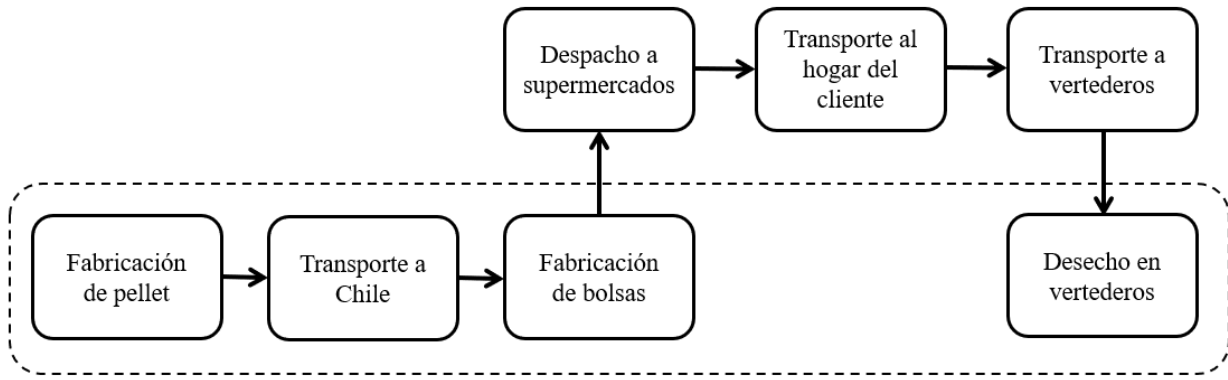 Despacho a
supermercados
Transporte al
hogar del
cliente
Transporte a
vertederos
Fabricación
de pellet
Transporte a
Chile
Fabricación
de bolsas
Desecho en
vertederos